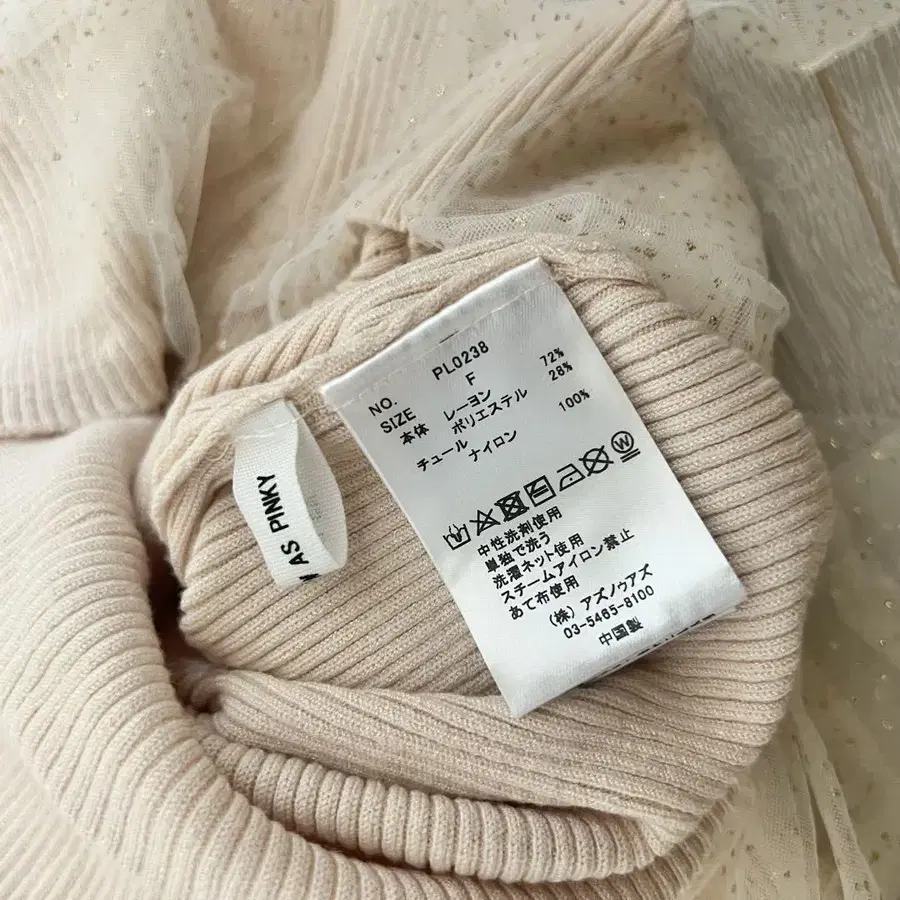 NO. PL0238
SIZE F
本体 レーヨン 72%
ポリエステル 28%
チュール ナイロン 100%
中性洗剤使用
単独で洗う
洗濯ネット使用
スチームアイロン禁止
あて布使用
(株) アズノゥアズ
03-5465-8100
中国製
AS PINKY